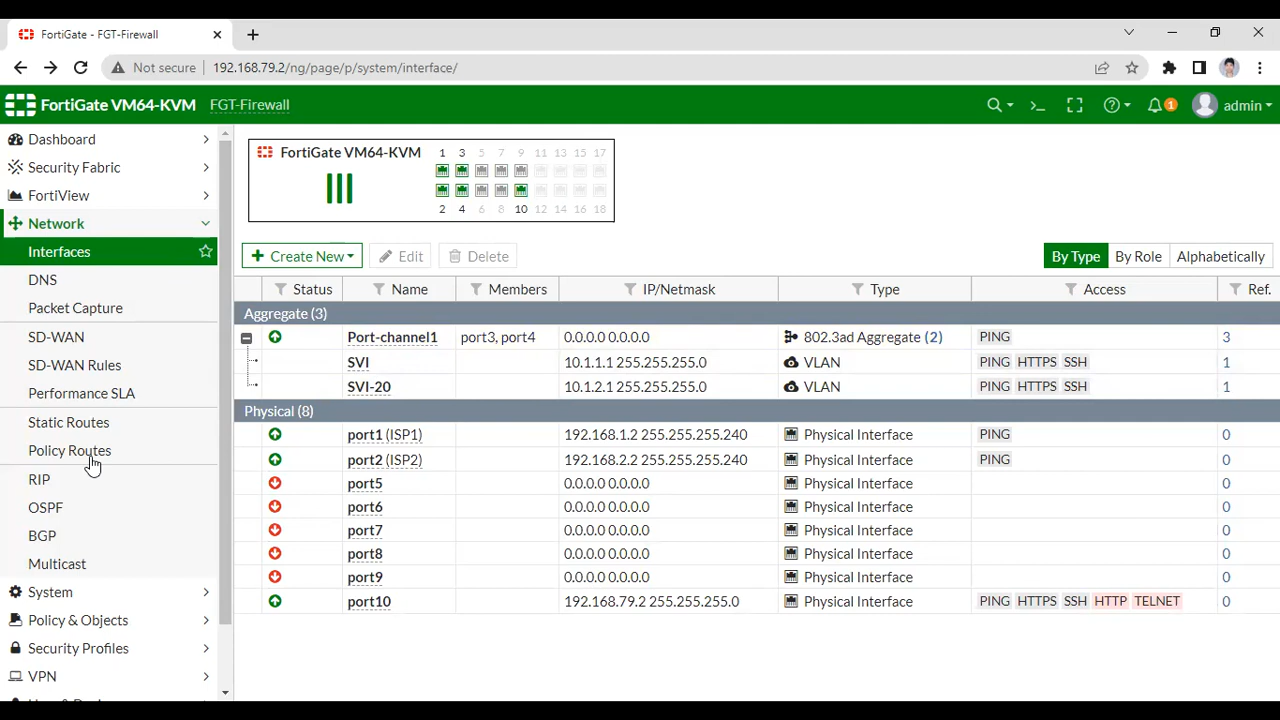 FortiGate - FGT-Firewall
Not secure 192.168.79.2/ng/page/p/system/interface/
FortiGate VM64-KVM FGT-Firewall 1 admin
Dashboard
Security Fabric
FortiView
Network
Interfaces
DNS
Packet Capture
SD-WAN
SD-WAN Rules
Performance SLA
Static Routes
Policy Routes
RIP
OSPF
BGP
Multicast
System
Policy & Objects
Security Profiles
VPN
FortiGate VM64-KVM
1 3 5 7 9 11 13 15 17
2 4 6 8 10 12 14 16 18
Create New Edit Delete By Type By Role Alphabetically
Status Name Members IP/Netmask Type Access Ref.
Aggregate (3)
Port-channel1 port3, port4 0.0.0.0 0.0.0.0 802.3ad Aggregate (2) PING 3
SVI 10.1.1.1 255.255.255.0 VLAN PING HTTPS SSH 1
SVI-20 10.1.2.1 255.255.255.0 VLAN PING HTTPS SSH 1
Physical (8)
port1 (ISP1) 192.168.1.2 255.255.255.240 Physical Interface PING 0
port2 (ISP2) 192.168.2.2 255.255.255.240 Physical Interface PING 0
port5 0.0.0.0 0.0.0.0 Physical Interface 0
port6 0.0.0.0 0.0.0.0 Physical Interface 0
port7 0.0.0.0 0.0.0.0 Physical Interface 0
port8 0.0.0.0 0.0.0.0 Physical Interface 0
port9 0.0.0.0 0.0.0.0 Physical Interface 0
port10 192.168.79.2 255.255.255.0 Physical Interface PING HTTPS SSH HTTP TELNET 0